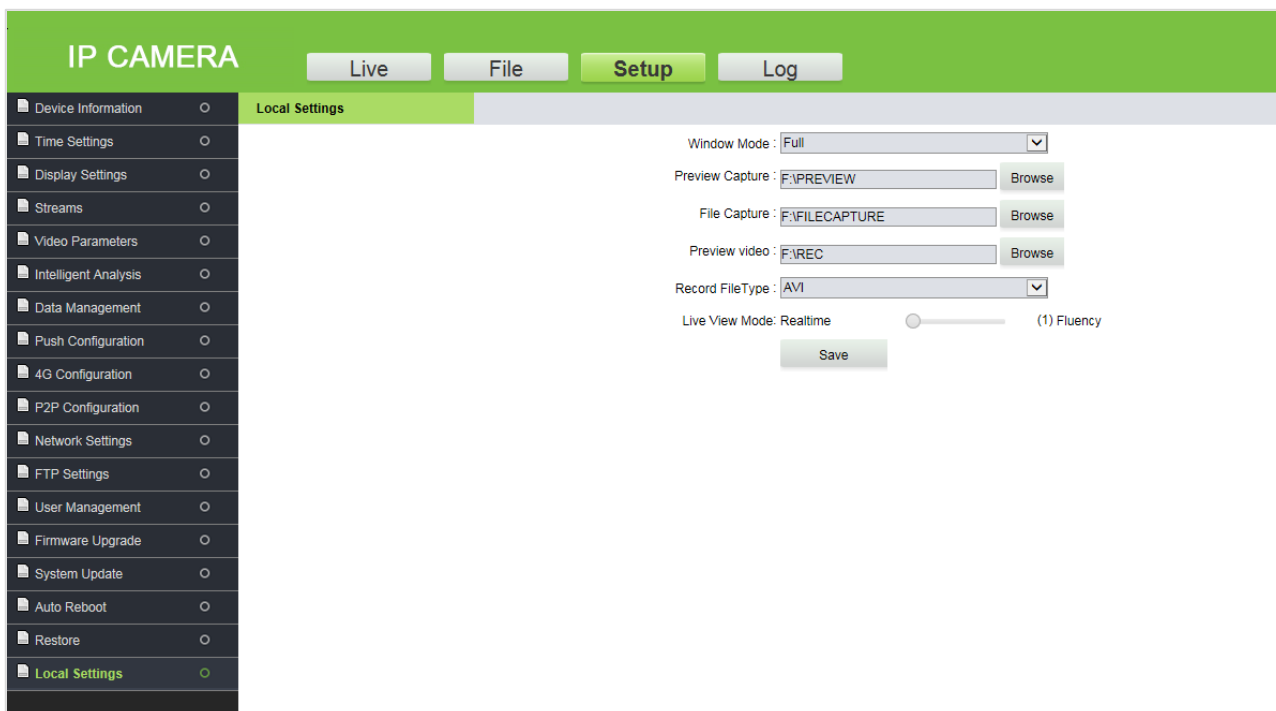 IP CAMERA
Live File Setup Log
Device Information
Time Settings
Display Settings
Streams
Video Parameters
Intelligent Analysis
Data Management
Push Configuration
4G Configuration
P2P Configuration
Network Settings
FTP Settings
User Management
Firmware Upgrade
System Update
Auto Reboot
Restore
Local Settings
Local Settings
Window Mode : Full
Preview Capture : F:\PREVIEW Browse
File Capture : F:\FILECAPTURE Browse
Preview video : F:\REC Browse
Record FileType : AVI
Live View Mode: Realtime (1) Fluency
Save